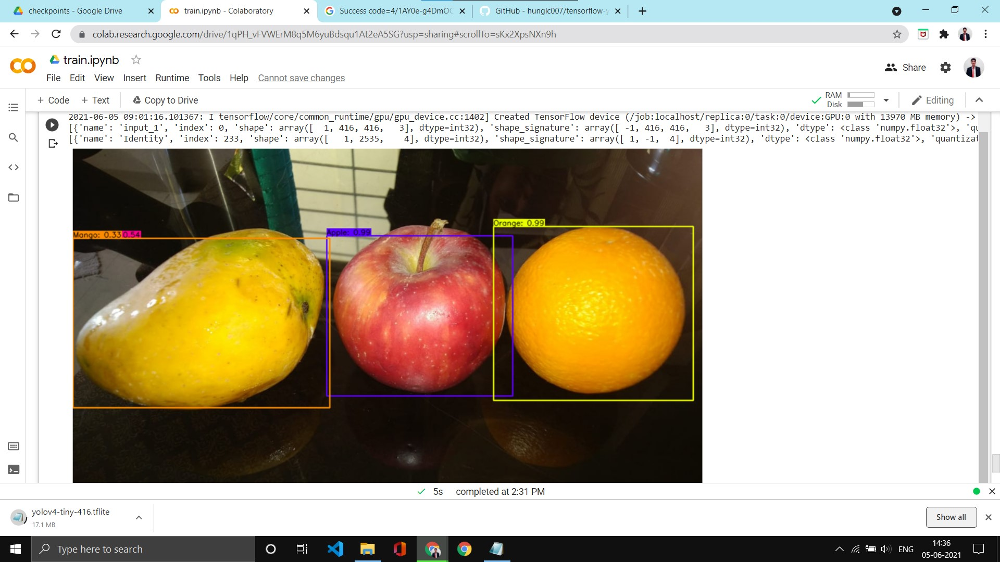 checkpoints - Google Drive
train.ipynb - Colaboratory
Success code=4/1AY0e-g4DmOC
GitHub - hunglc007/tensorflow-y
colab.research.google.com/drive/1qPH_vFVWErM8q5M6yuBdsqu1At2eA5SG?usp=sharing#scrollTo=sKx2XpsNXn9h
train.ipynb
Share
File Edit View Insert Runtime Tools Help Cannot save changes
+ Code + Text Copy to Drive
RAM
Disk
Editing
2021-06-05 09:01:16.101367: I tensorflow/core/common_runtime/gpu/gpu_device.cc:1402] Created TensorFlow device (/job:localhost/replica:0/task:0/device:GPU:0 with 13970 MB memory) ->
[{'name': 'input_1', 'index': 0, 'shape': array([  1, 416, 416,   3], dtype=int32), 'shape_signature': array([ -1, 416, 416,   3], dtype=int32), 'dtype': <class 'numpy.float32'>, 'qu
[{'name': 'Identity', 'index': 233, 'shape': array([   1, 2535,    4], dtype=int32), 'shape_signature': array([ 1, -1,  4], dtype=int32), 'dtype': <class 'numpy.float32'>, 'quantizat
Mango: 0.33 0.54
Apple: 0.99
Orange: 0.99
5s completed at 2:31 PM
yolov4-tiny-416.tflite
17.1 MB
Show all
Type here to search
ENG
14:36
05-06-2021